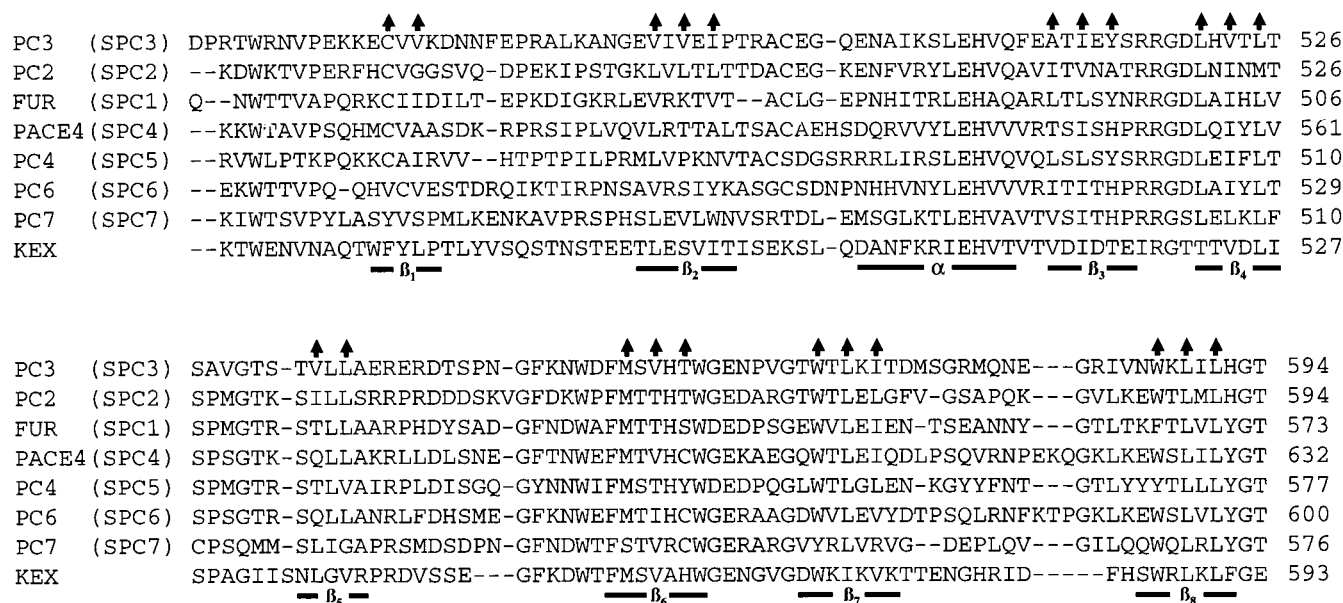 PC3 (SPC3) DPRTWRNVPEKKECVVKDNNFEPRALKANGEVIVEIPTRACEG-QENAIKSLEHVQFEATIEYSRRGDLHVTLT 526
PC2 (SPC2) --KDWKTVPERFHCVGGSVQ-DPEKIPSTGKLVLTLTTDACEG-KENFVRYLEHVQAVITVNATRRGDLNINMT 526
FUR (SPC1) Q--NWTTVAPQRKCIIDILT-EPKDIGKRLEVRKTVT--ACLG-EPNHITRLEHAQARLTLSYNRRGDLAIHLV 506
PACE4 (SPC4) --KKWTAVPSQHMCVAASDK-RPRSIPLVQVLRTTALTSACAEHSDQRVVYLEHVVVRTSISHPRRGDLQIYLV 561
PC4 (SPC5) --RVWLPTKPQKKCAIRVV--HTPTPILPRMLVPKNVTACSDGSRRRLIRSLEHVQVQLSLSYSRRGDLEIFLT 510
PC6 (SPC6) --EKWTTVPQ-QHVCVESTDRQIKTIRPNSAVRSIYKASGCSDNPNHHVNYLEHVVVRITITHPRRGDLAIYLT 529
PC7 (SPC7) --KIWTSVPYLASYVSPMLKENKAVPRSPHSLEVLWNVSRTDL-EMSGLKTLEHVAVTVSITHPRRGSLELKLF 510
KEX --KTWENVNAQTWFYLPTLYVSQSTNSTEETLESVITISEKSL-QDANFKRIEHVTVTVDIDTEIRGTTTVDLI 527
β1 β2 α β3 β4
PC3 (SPC3) SAVGTS-TVLLAERERDTSPN-GFKNWDFMSVHTWGENPVGTWTLKITDMSGRMQNE---GRIVNWKLILHGT 594
PC2 (SPC2) SPMGTK-SILLSRRPRDDDSKVGFDKWPFMTTHTWGEDARGTWTLELGFV-GSAPQK---GVLKEWTLMLHGT 594
FUR (SPC1) SPMGTR-STLLAARPHDYSAD-GFNDWAFMTTHSWDEDPSGEWVLEIEN-TSEANNY---GTLTKFTLVLYGT 573
PACE4 (SPC4) SPSGTK-SQLLAKRLLDLSNE-GFTNWEFMTVHCWGEKAEGQWTLEIQDLPSQVRNPEKQGKLKEWSLILYGT 632
PC4 (SPC5) SPMGTR-STLVAIRPLDISGQ-GYNNWIFMSTHYWDEDPQGLWTLGLEN-KGYYFNT---GTLYYYTLLLYGT 577
PC6 (SPC6) SPSGTR-SQLLANRLFDHSME-GFKNWEFMTIHCWGERAAGDWVLEVYDTPSQLRNFKTPGKLKEWSLVLYGT 600
PC7 (SPC7) CPSQMM-SLIGAPRSMDSDPN-GFNDWTFSTVRCWGERARGVYRLVRVG--DEPLQV---GILQQWQLRLYGT 576
KEX SPAGIISNLGVRPRDVSSE---GFKDWTFMSVAHWGENGVGDWKIKVKTTENGHRID-----FHSWRLKLFGE 593
β5 β6 β7 β8